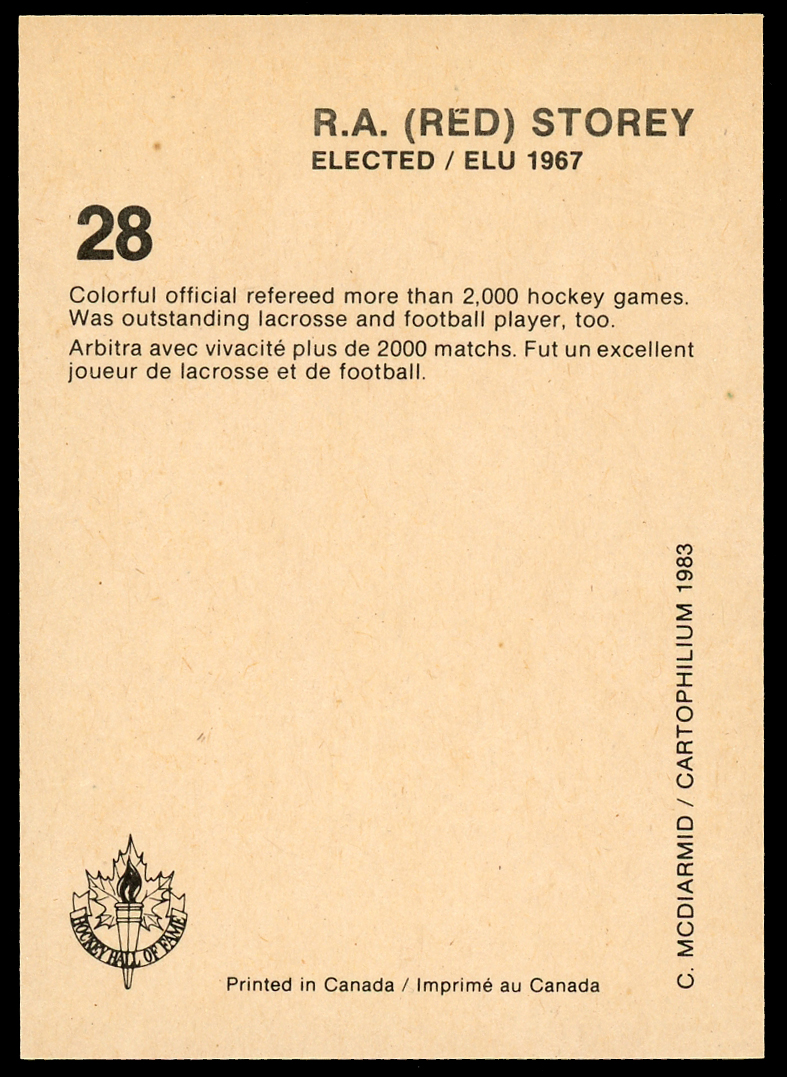 R.A. (RED) STOREY
ELECTED / ELU 1967
28
Colorful official refereed more than 2,000 hockey games.
Was outstanding lacrosse and football player, too.
Arbitra avec vivacité plus de 2000 matchs. Fut un excellent
joueur de lacrosse et de football.
C. MCDIARMID / CARTOPHILIUM 1983
HOCKEY HALL OF FAME
Printed in Canada / Imprimé au Canada